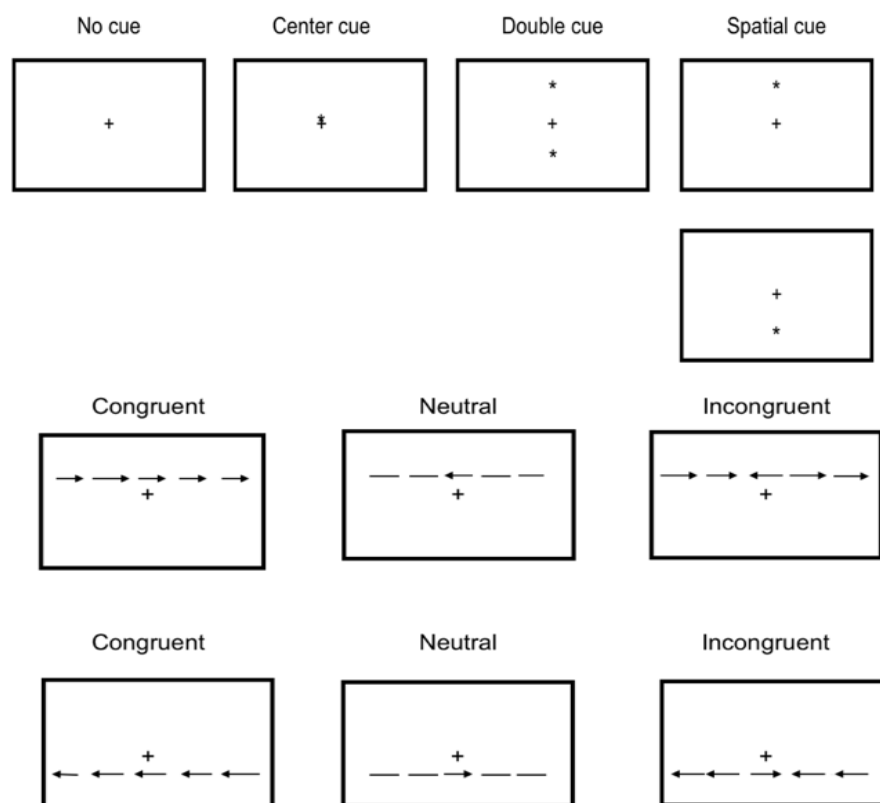 No cue Center cue Double cue Spatial cue
+ * + * + * * +
+ *
Congruent Neutral Incongruent
+ + +
Congruent Neutral Incongruent
+ + +